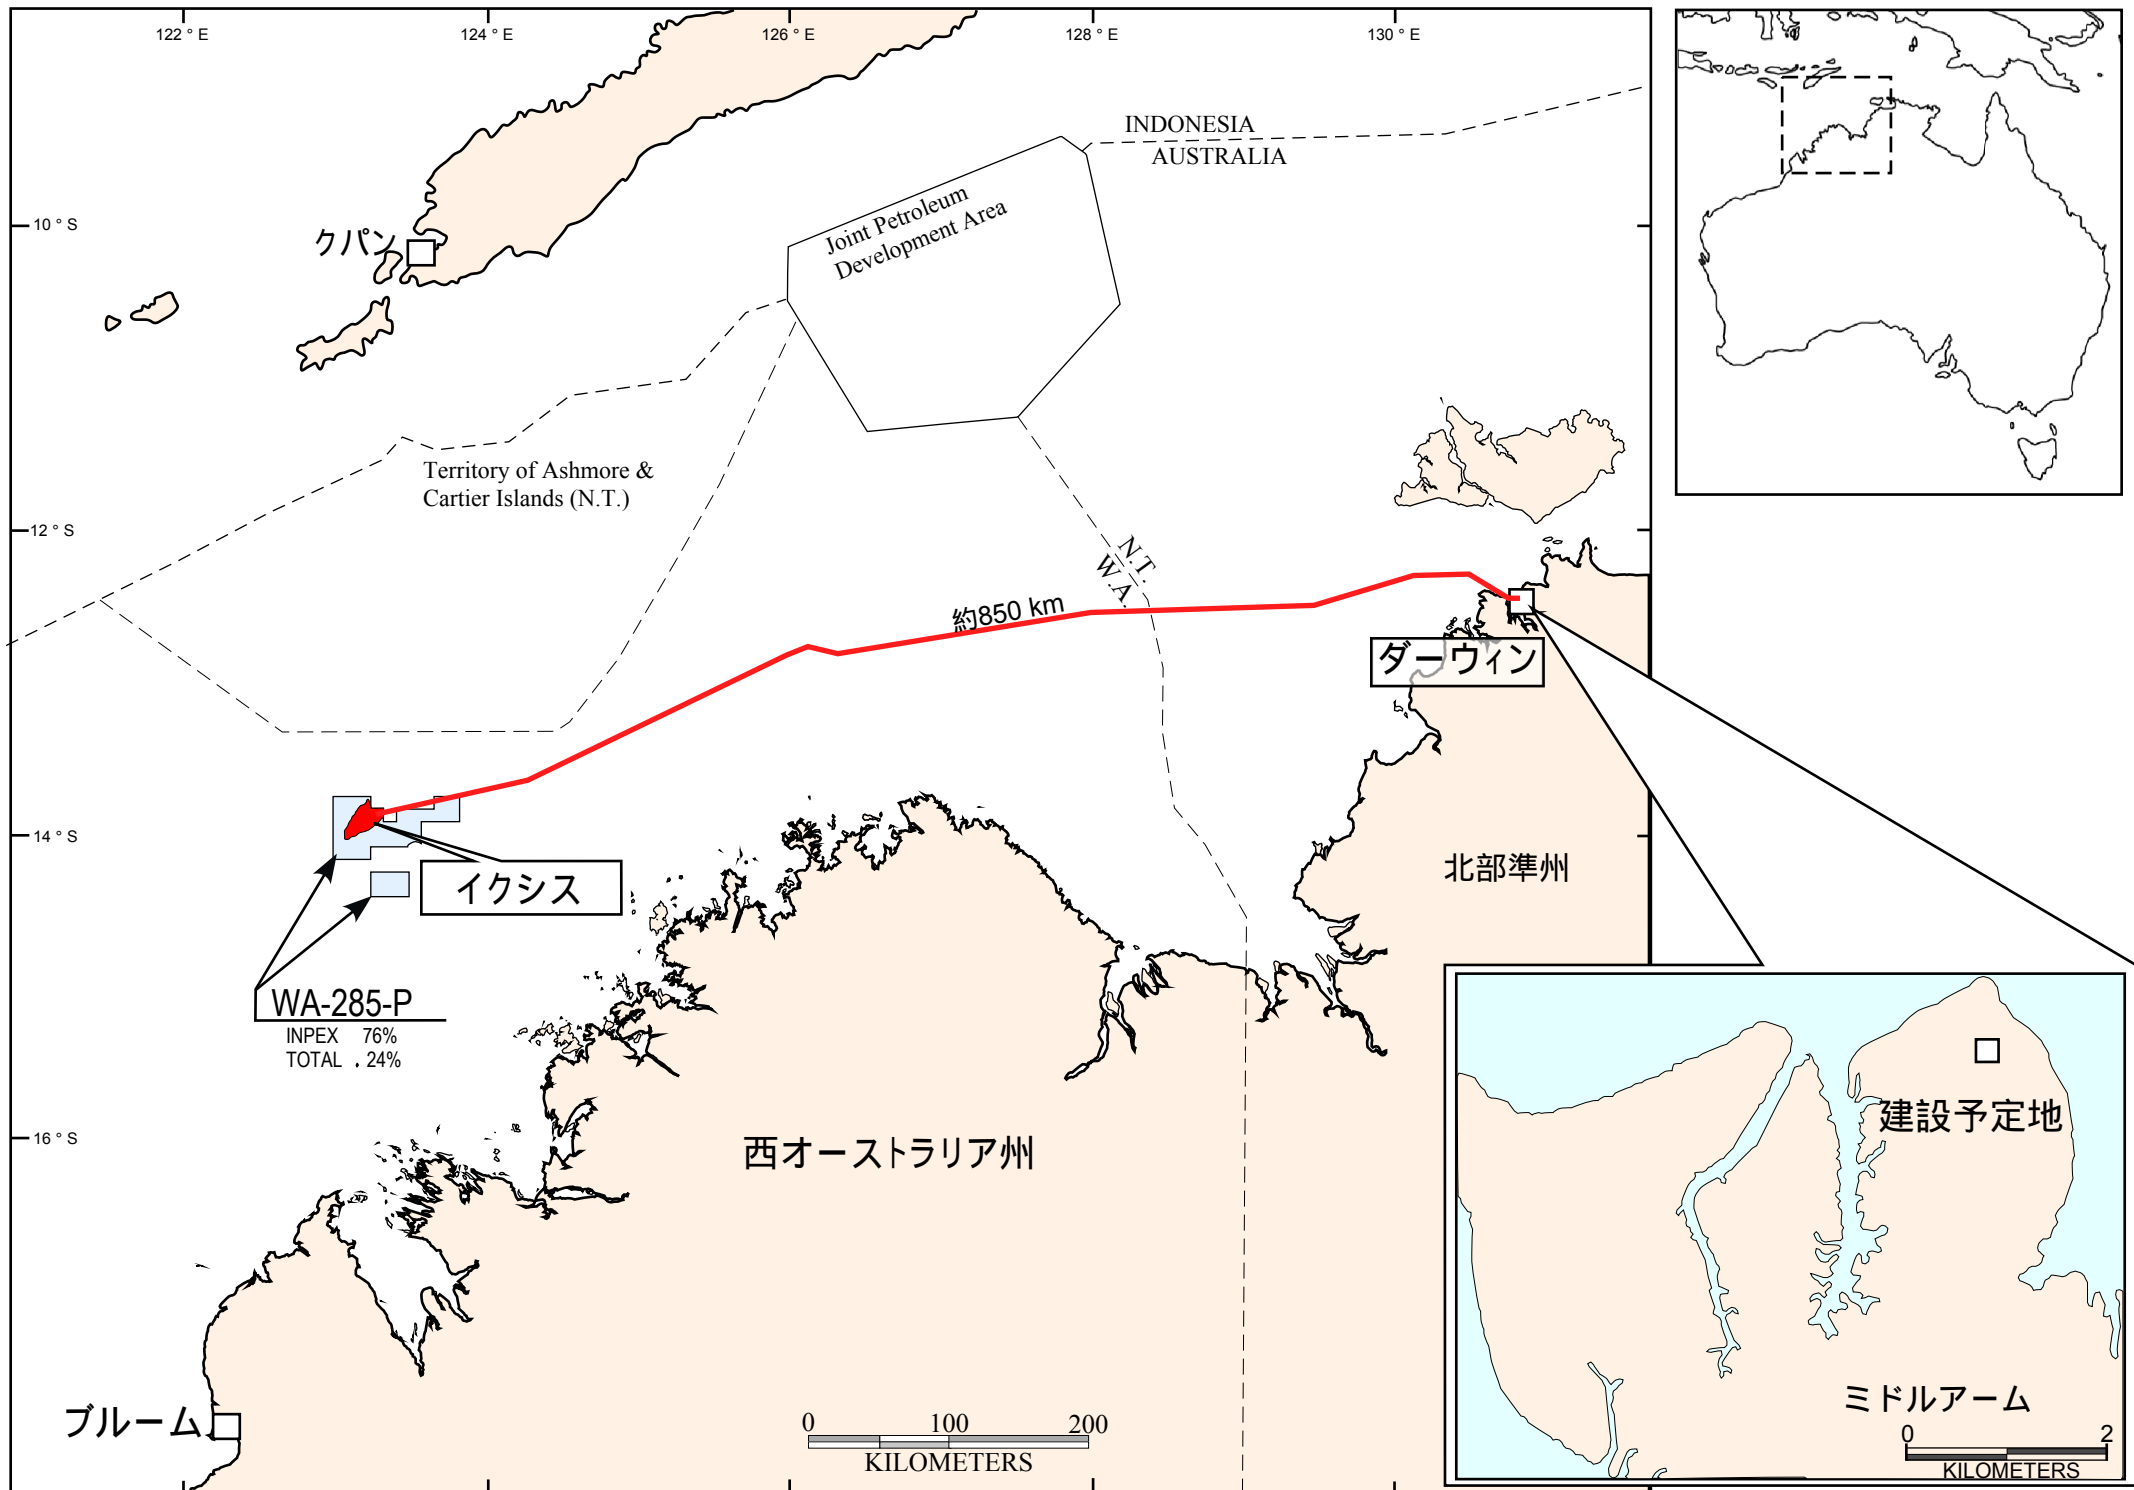 122 ° E
124 ° E
126 ° E
128 ° E
130 ° E
INDONESIA
AUSTRALIA
Joint Petroleum
Development Area
10 ° S
クパン
Territory of Ashmore &
Cartier Islands (N.T.)
12 ° S
N.T.
W.A.
約850 km
ダーウィン
14 ° S
イクシス
北部準州
WA-285-P
INPEX 76%
TOTAL . 24%
建設予定地
16 ° S
西オーストラリア州
ミドルアーム
ブルーム
0 100 200
KILOMETERS
0 2
KILOMETERS